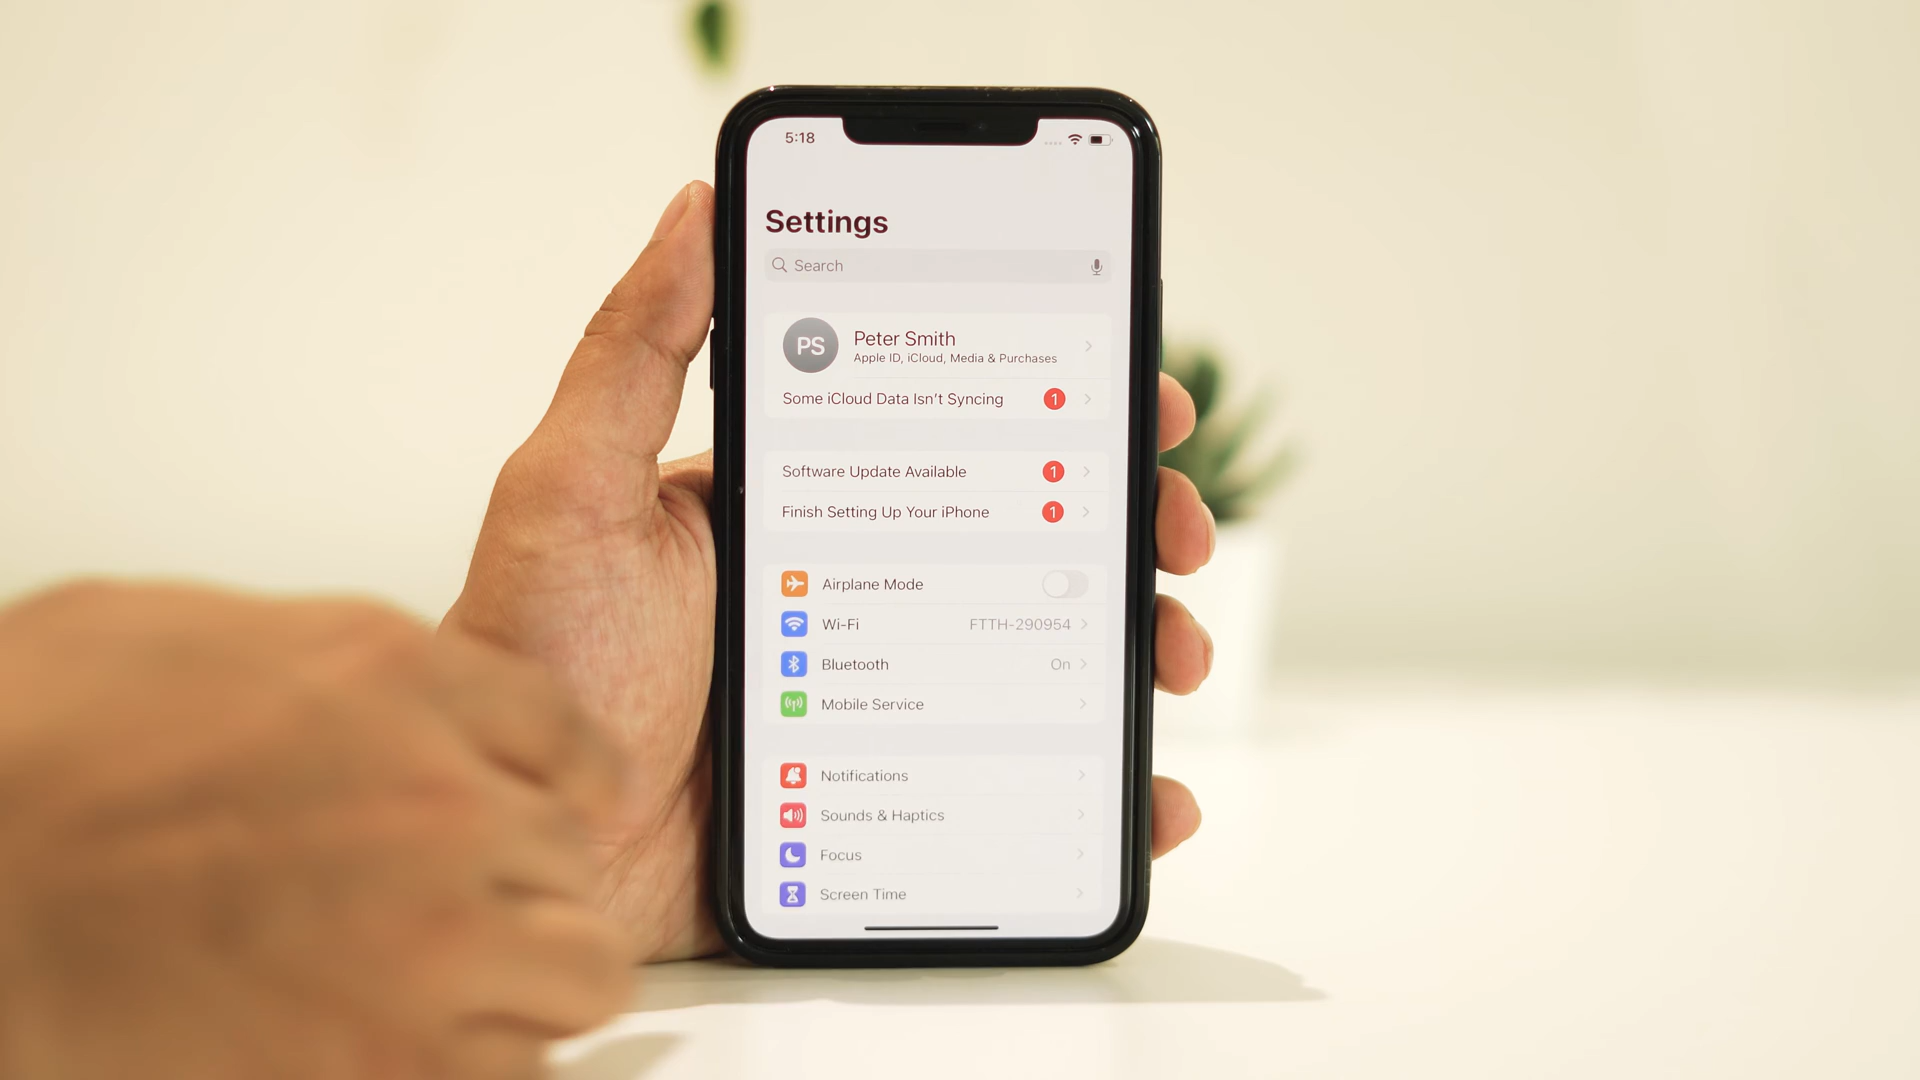 5:18
Settings
Search
PS
Peter Smith
Apple ID, iCloud, Media & Purchases
Some iCloud Data Isn't Syncing 1
Software Update Available 1
Finish Setting Up Your iPhone 1
Airplane Mode
Wi-Fi FTTH-290954
Bluetooth On
Mobile Service
Notifications
Sounds & Haptics
Focus
Screen Time